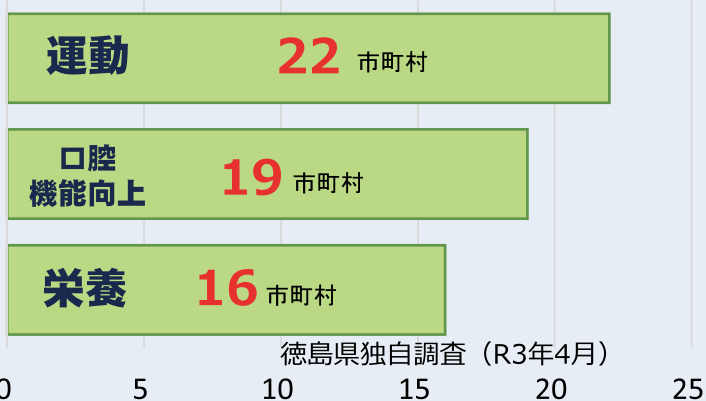 運動 22 市町村
口腔
機能向上 19 市町村
栄養 16 市町村
徳島県独自調査（R3年4月）
0 5 10 15 20 25